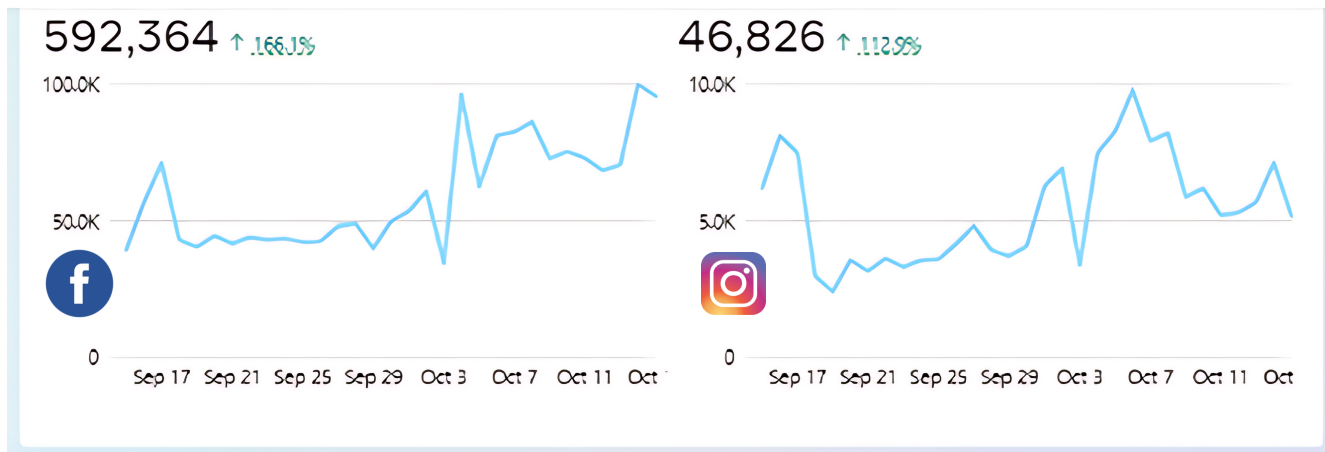 592,364 ↑ 166.1%
100.0K
50.0K
0
Sep 17 Sep 21 Sep 25 Sep 29 Oct 3 Oct 7 Oct 11 Oct
46,826 ↑ 112.9%
10.0K
5.0K
0
Sep 17 Sep 21 Sep 25 Sep 29 Oct 3 Oct 7 Oct 11 Oct